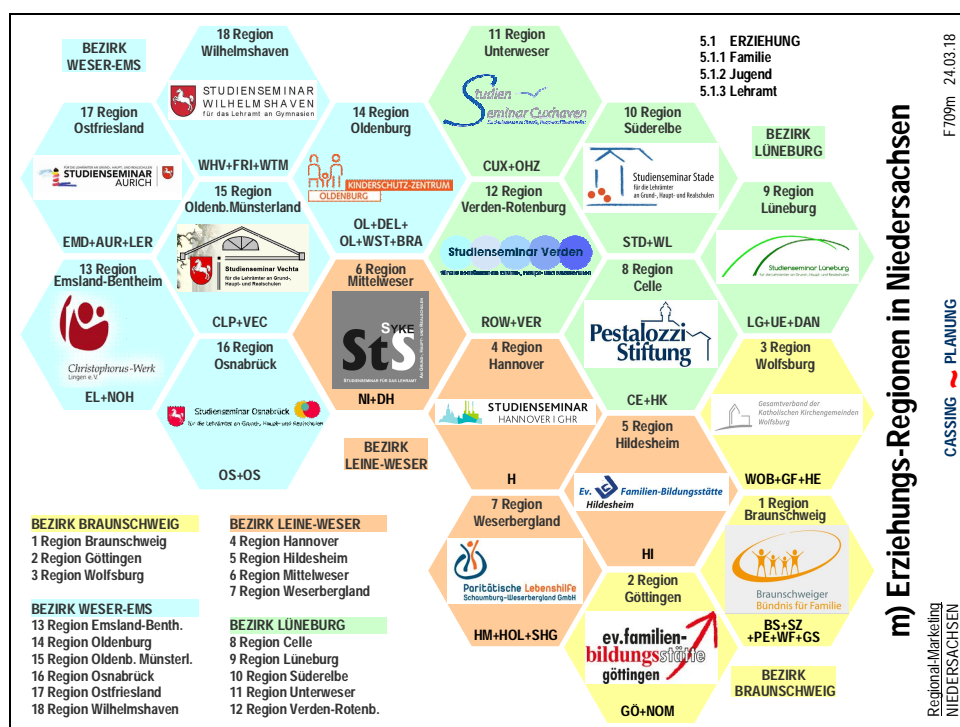 BEZIRK
WESER-EMS
18 Region
Wilhelmshaven
STUDIENSEMINAR
WILHELMSHAVEN
für das Lehramt an Gymnasien
WHV+FRI+WTM
11 Region
Unterweser
Studien
Seminar Cuxhaven
CUX+OHZ
5.1 ERZIEHUNG
5.1.1 Familie
5.1.2 Jugend
5.1.3 Lehramt
17 Region
Ostfriesland
STUDIENSEMINAR
AURICH
EMD+AUR+LER
14 Region
Oldenburg
KINDERSCHUTZ-ZENTRUM
OLDENBURG
OL+DEL+
OL+WST+BRA
10 Region
Süderelbe
Studienseminar Stade
für die Lehrämter
an Grund-, Haupt- und Realschulen
STD+WL
BEZIRK
LÜNEBURG
15 Region
Oldenb.Münsterland
Studienseminar Vechta
für die Lehrämter an Grund-,
Haupt- und Realschulen
CLP+VEC
12 Region
Verden-Rotenburg
Studienseminar Verden
ROW+VER
9 Region
Lüneburg
Studienseminar Lüneburg
LG+UE+DAN
13 Region
Emsland-Bentheim
Christophorus-Werk
Lingen e.V.
EL+NOH
6 Region
Mittelweser
SYKE
StS
STUDIENSEMINAR FÜR DAS LEHRAMT
AN GRUND-, HAUPT- UND REALSCHULEN
NI+DH
8 Region
Celle
Pestalozzi
Stiftung
CE+HK
16 Region
Osnabrück
Studienseminar Osnabrück
für die Lehrämter an Grund-, Haupt- und Realschulen
OS+OS
4 Region
Hannover
STUDIENSEMINAR
HANNOVER I GHR
H
3 Region
Wolfsburg
Gesamtverband der
Katholischen Kirchengemeinden
Wolfsburg
WOB+GF+HE
BEZIRK
LEINE-WESER
5 Region
Hildesheim
Ev. Familien-Bildungsstätte
Hildesheim
HI
7 Region
Weserbergland
Paritätische Lebenshilfe
Schaumburg-Weserbergland GmbH
HM+HOL+SHG
1 Region
Braunschweig
Braunschweiger
Bündnis für Familie
BS+SZ
+PE+WF+GS
2 Region
Göttingen
ev.familien-
bildungsstätte
göttingen
GÖ+NOM
BEZIRK
BRAUNSCHWEIG
BEZIRK BRAUNSCHWEIG
1 Region Braunschweig
2 Region Göttingen
3 Region Wolfsburg
BEZIRK WESER-EMS
13 Region Emsland-Benth.
14 Region Oldenburg
15 Region Oldenb. Münsterl.
16 Region Osnabrück
17 Region Ostfriesland
18 Region Wilhelmshaven
BEZIRK LEINE-WESER
4 Region Hannover
5 Region Hildesheim
6 Region Mittelweser
7 Region Weserbergland
BEZIRK LÜNEBURG
8 Region Celle
9 Region Lüneburg
10 Region Süderelbe
11 Region Unterweser
12 Region Verden-Rotenb.
m) Erziehungs-Regionen in Niedersachsen
Regional-Marketing
NIEDERSACHSEN
CASSING ~ PLANUNG
F709m 24.03.18